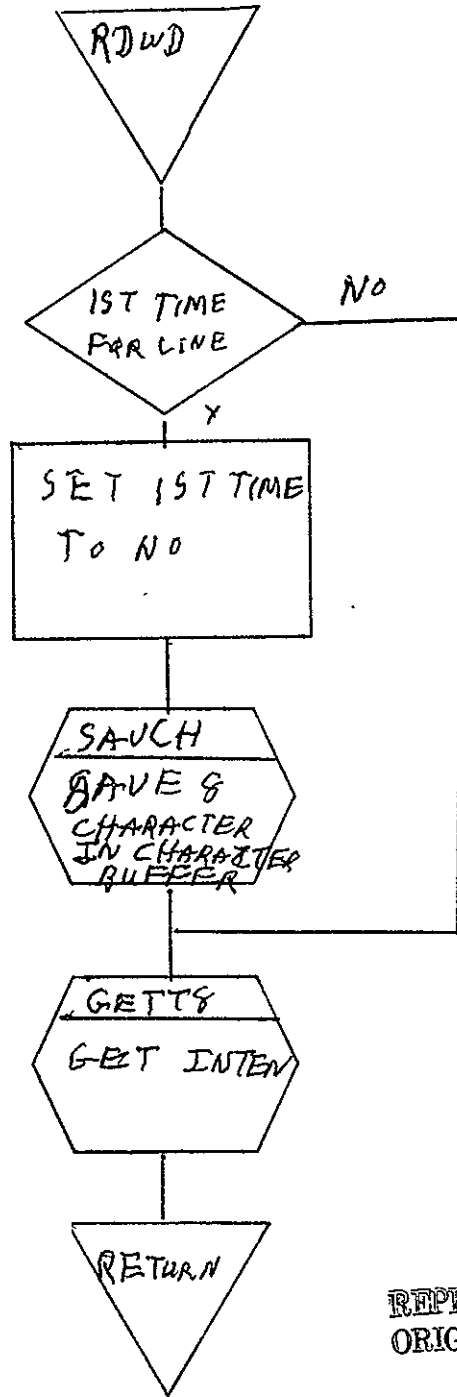 RDWD
1ST TIME
FOR LINE
NO
Y
SET 1ST TIME
TO NO
SAVCH
SAVE 8
CHARACTER
IN CHARACTER
BUFFER
GETT8
GET INTEN
RETURN